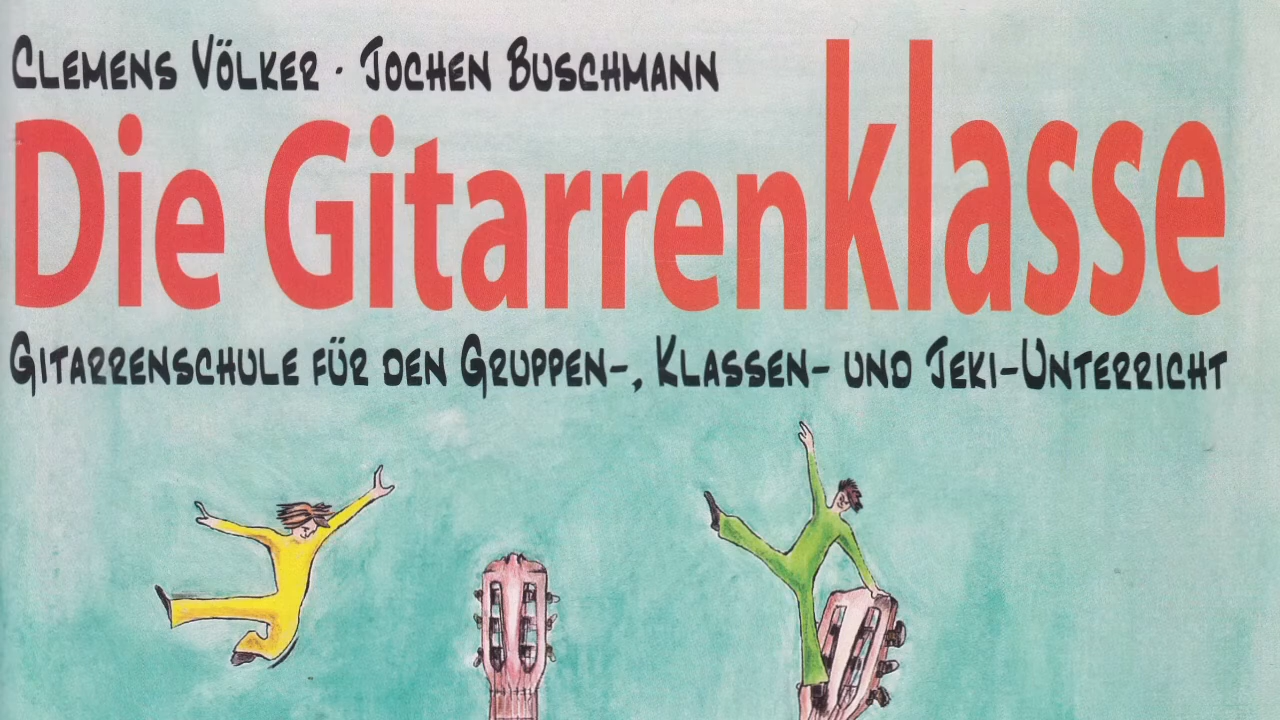 Clemens Völker · Jochen Buschmann
Die Gitarrenklasse
Gitarrenschule für den Gruppen-, Klassen- und Jeki-Unterricht